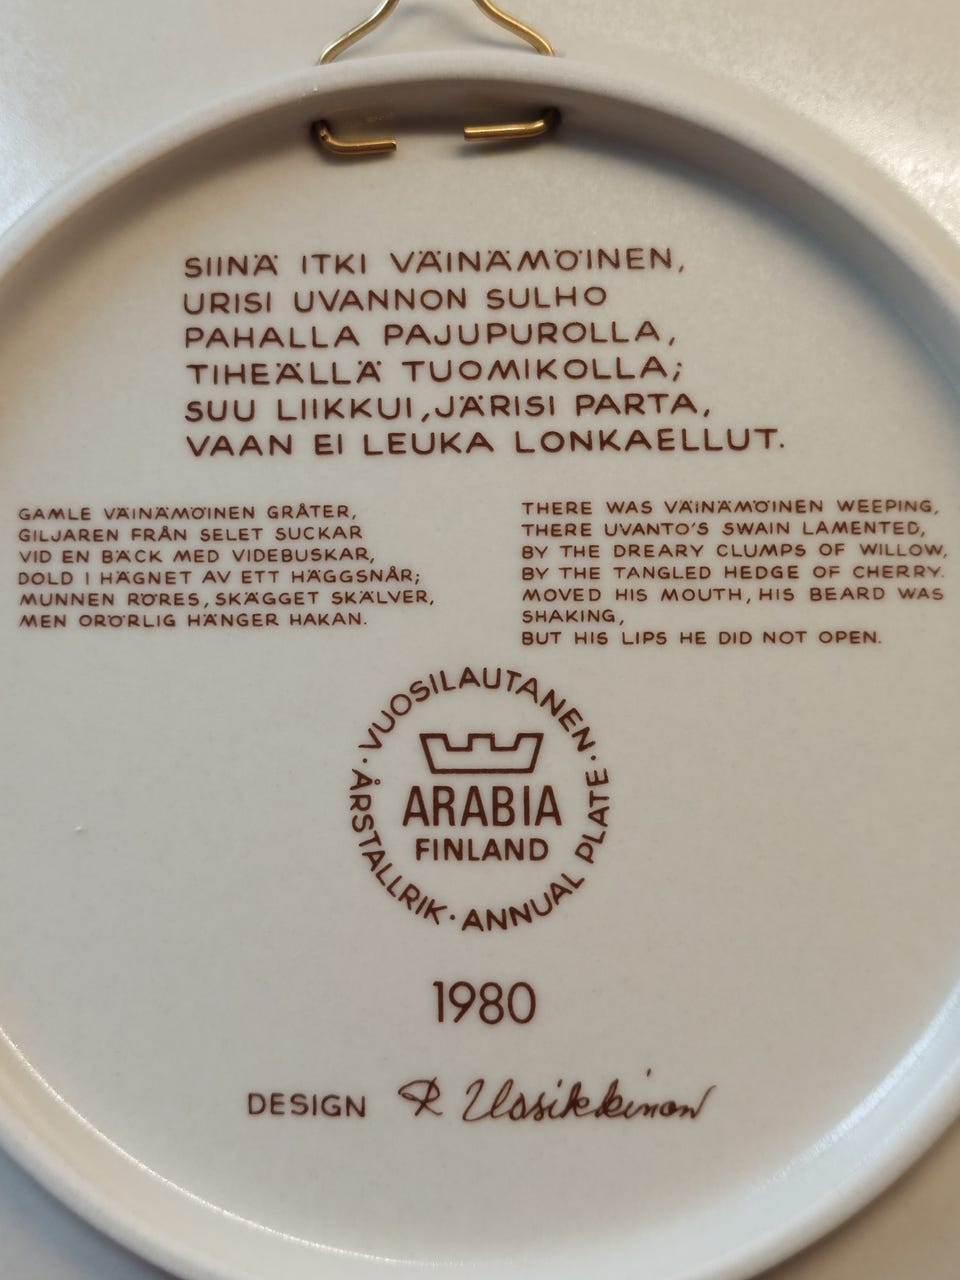 SIINÄ ITKI VÄINÄMÖINEN,
URISI UVANNON SULHO
PAHALLA PAJUPUROLLA,
TIHEÄLLÄ TUOMIKOLLA;
SUU LIIKKUI, JÄRISI PARTA,
VAAN EI LEUKA LONKAELLUT.
GAMLE VÄINÄMÖINEN GRÅTER,
GILJAREN FRÅN SELET SUCKAR
VID EN BÄCK MED VIDEBUSKAR,
DOLD I HÄGNET AV ETT HÄGGSNÅR;
MUNNEN RÖRES, SKÄGGET SKÄLVER,
MEN ORÖRLIG HÄNGER HAKAN.
THERE WAS VÄINÄMÖINEN WEEPING,
THERE UVANTO'S SWAIN LAMENTED,
BY THE DREARY CLUMPS OF WILLOW,
BY THE TANGLED HEDGE OF CHERRY.
MOVED HIS MOUTH, HIS BEARD WAS
SHAKING,
BUT HIS LIPS HE DID NOT OPEN.
· VUOSILAUTANEN · ANNUAL PLATE · ÅRSTALLRIK
ARABIA
FINLAND
1980
DESIGN R Uosikkinen